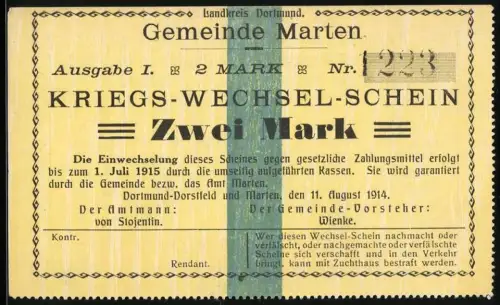 Landkreis Dortmund.
Gemeinde Marten
Ausgabe I. 2 MARK Nr. 223
KRIEGS-WECHSEL-SCHEIN
Zwei Mark
Die Einwechselung dieses Scheines gegen gesetzliche Zahlungsmittel erfolgt
bis zum 1. Juli 1915 durch die umseitig aufgeführten Kassen. Sie wird garantiert
durch die Gemeinde bezw. das Amt Marten.
Dortmund-Dorstfeld und Marten, den 11. August 1914.
Der Amtmann: Der Gemeinde-Vorsteher:
von Stojentin. Wienke.
Kontr.
Rendant.
Wer diesen Wechsel-Schein nachmacht oder
verfälscht, oder nachgemachte oder verfälschte
Scheine sich verschafft und in den Verkehr
bringt, kann mit Zuchthaus bestraft werden.